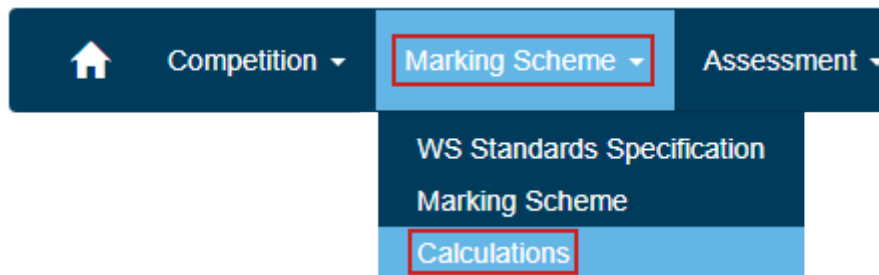 Competition Marking Scheme Assessment
WS Standards Specification
Marking Scheme
Calculations